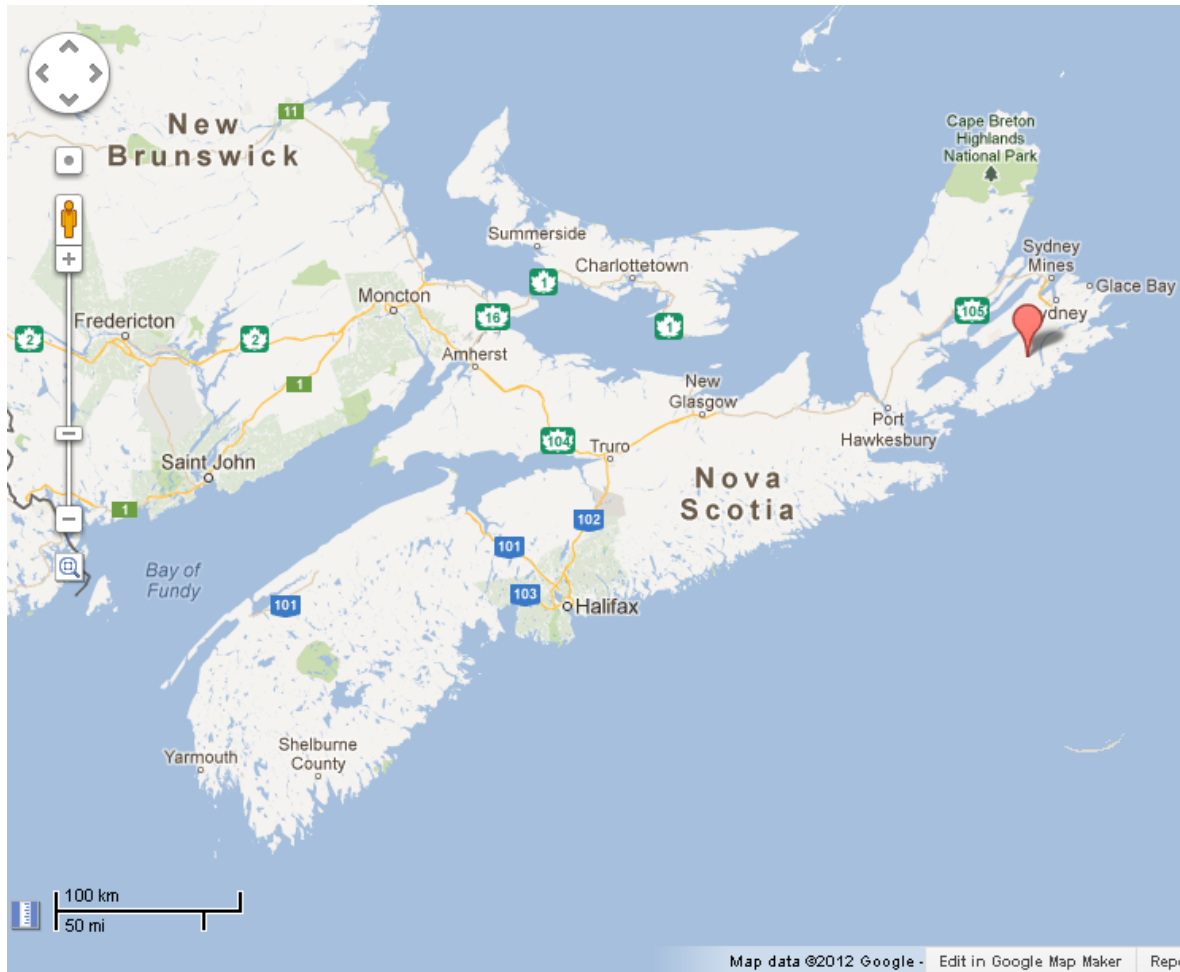 11
New
Brunswick
Cape Breton
Highlands
National Park
Summerside
Charlottetown
Sydney
Mines
Glace Bay
1
Moncton
105
16
1
ydney
Fredericton
2
2
Amherst
1
New
Glasgow
Port
Hawkesbury
104
Truro
Saint John
Nova
Scotia
1
102
101
Bay of
Fundy
103
101
Halifax
Yarmouth
Shelburne
County
100 km
50 mi
Map data ©2012 Google -
Edit in Google Map Maker
Repo